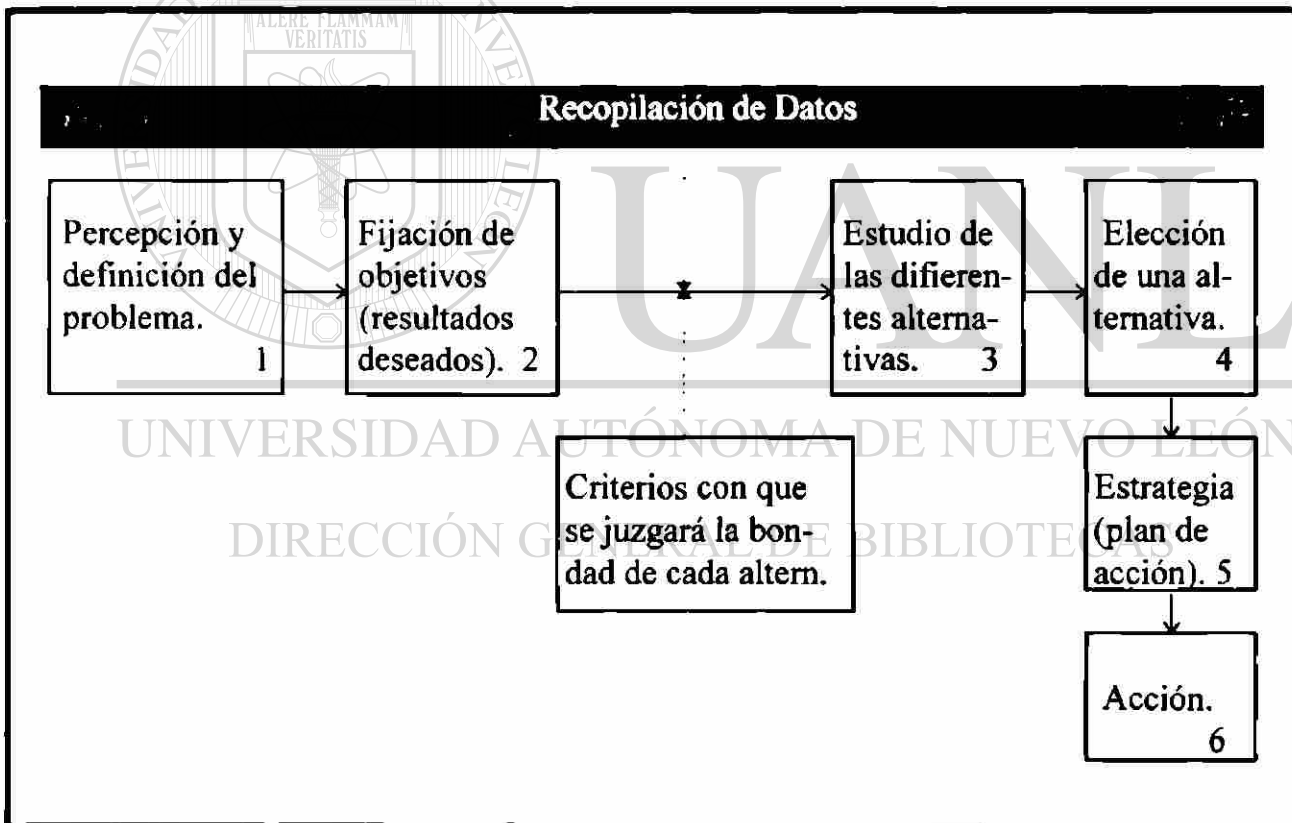 ALERE FLAMMAM
VERITATIS
Recopilación de Datos
Percepción y
definición del
problema.
1
Fijación de
objetivos
(resultados
deseados). 2
Estudio de
las difieren-
tes alterna-
tivas. 3
Elección
de una al-
ternativa.
4
UANL
UNIVERSIDAD AUTÓNOMA DE NUEVO LEÓN
Criterios con que
se juzgará la bon-
dad de cada altern.
Estrategia
(plan de
acción). 5
DIRECCIÓN GENERAL DE BIBLIOTECAS
Acción.
6